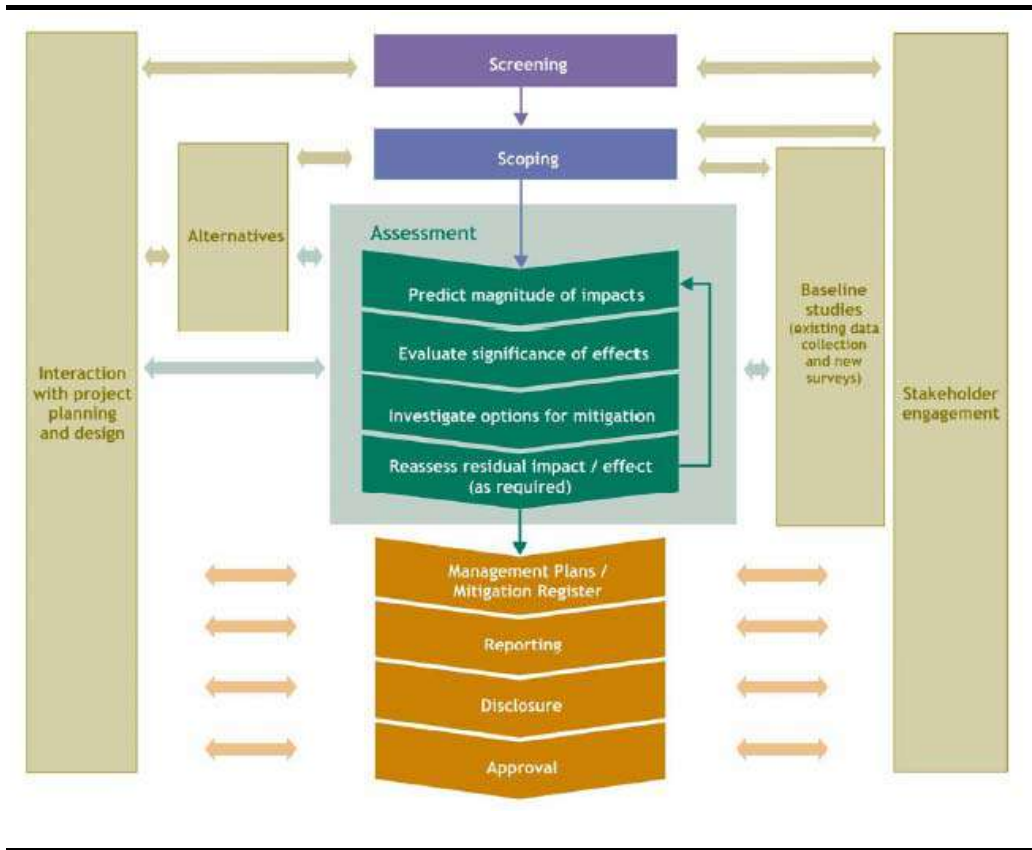 Screening
Scoping
Alternatives
Assessment
Predict magnitude of impacts
Evaluate significance of effects
Investigate options for mitigation
Reassess residual impact / effect
(as required)
Interaction
with project
planning
and design
Baseline
studies
(existing data
collection
and new
surveys)
Stakeholder
engagement
Management Plans /
Mitigation Register
Reporting
Disclosure
Approval